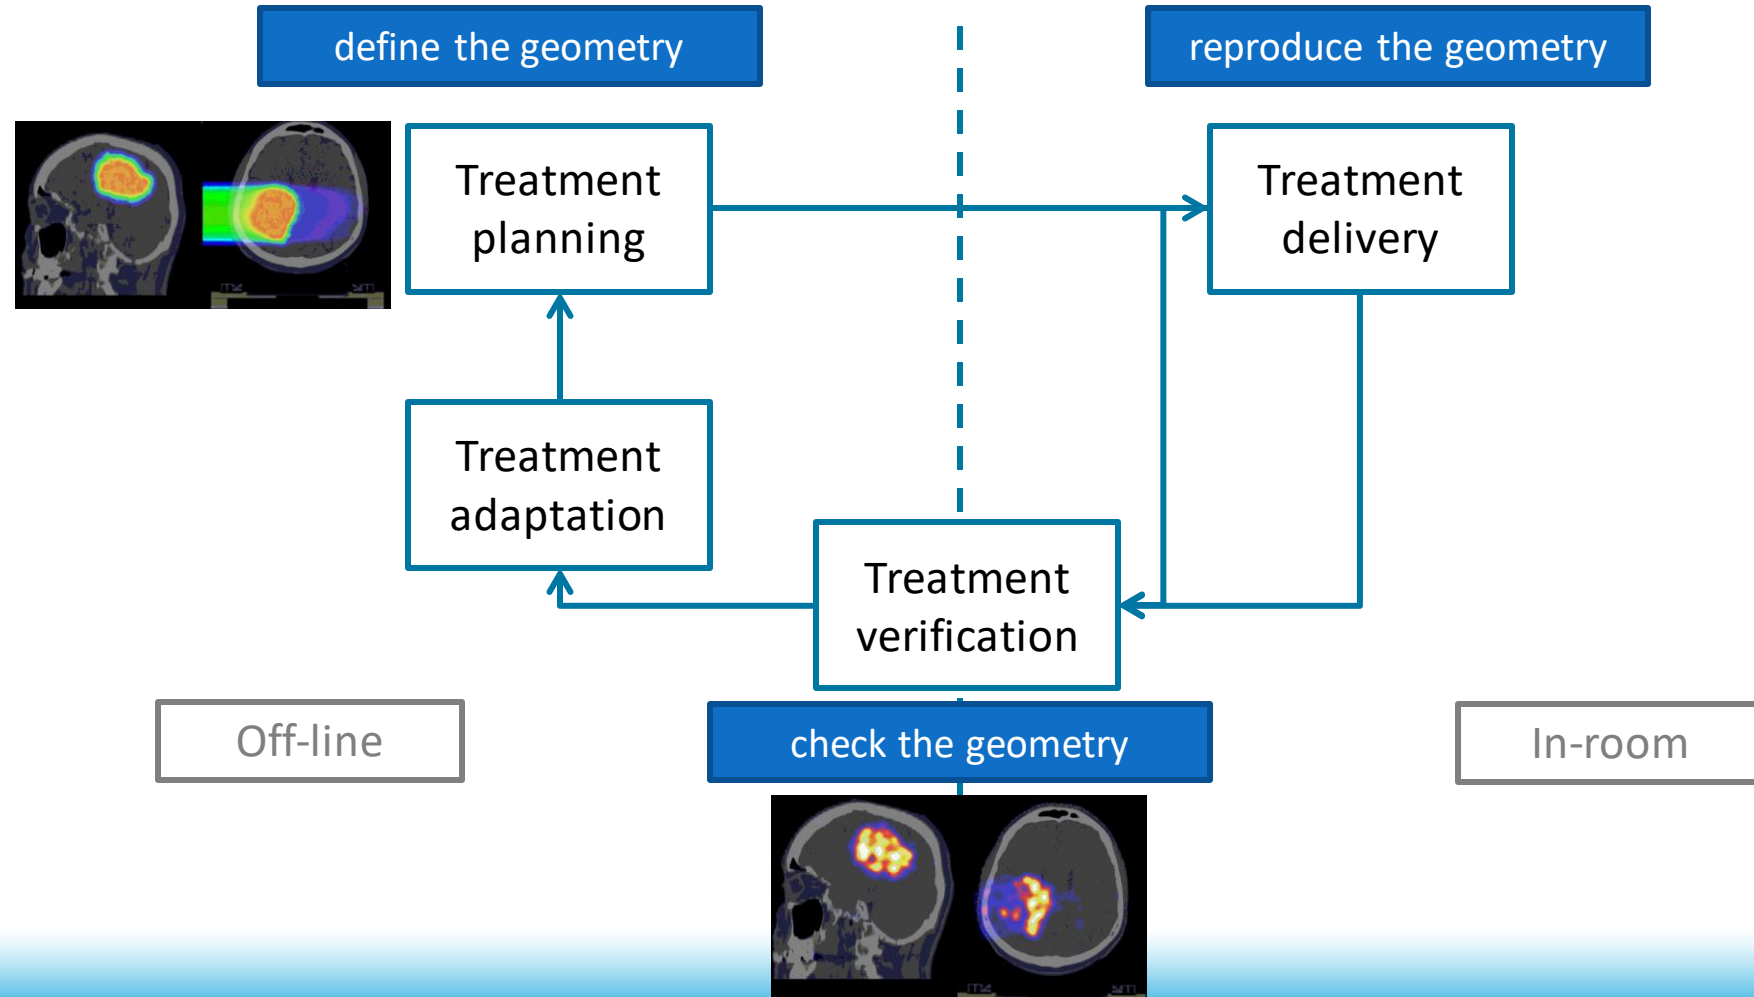 define the geometry
reproduce the geometry
Treatment
planning
Treatment
delivery
Treatment
adaptation
Treatment
verification
Off-line
check the geometry
In-room